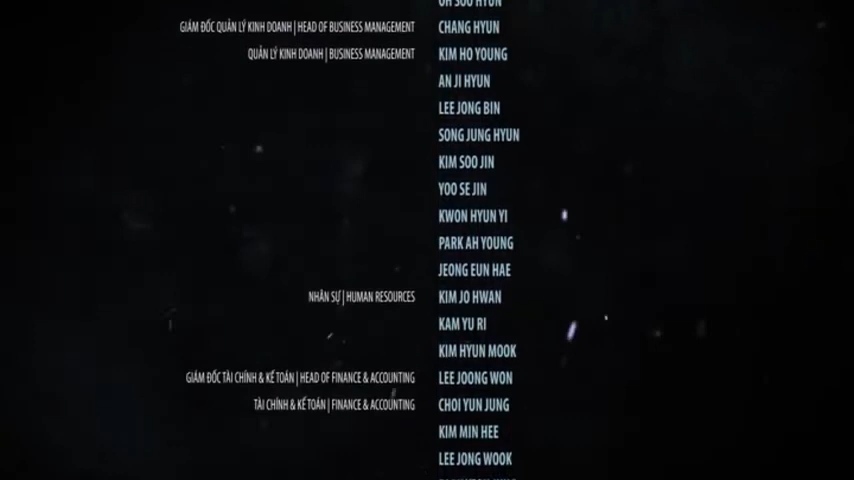 OH SOO HYUN
GIÁM ĐỐC QUẢN LÝ KINH DOANH | HEAD OF BUSINESS MANAGEMENT CHANG HYUN
QUẢN LÝ KINH DOANH | BUSINESS MANAGEMENT KIM HO YOUNG
AN JI HYUN
LEE JONG BIN
SONG JUNG HYUN
KIM SOO JIN
YOO SE JIN
KWON HYUN YI
PARK AH YOUNG
JEONG EUN HAE
NHÂN SỰ | HUMAN RESOURCES KIM JO HWAN
KAM YU RI
KIM HYUN MOOK
GIÁM ĐỐC TÀI CHÍNH & KẾ TOÁN | HEAD OF FINANCE & ACCOUNTING LEE JOONG WON
TÀI CHÍNH & KẾ TOÁN | FINANCE & ACCOUNTING CHOI YUN JUNG
KIM MIN HEE
LEE JONG WOOK